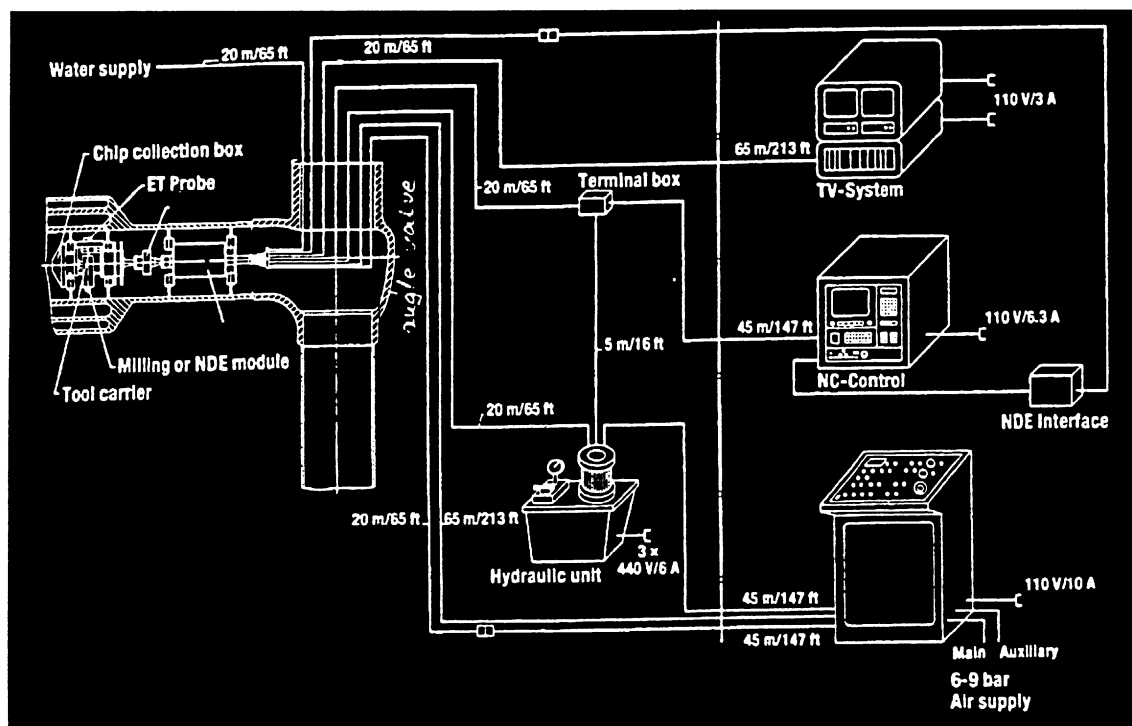 20 m/65 ft
20 m/65 ft
Water supply
110 V/3 A
Chip collection box
65 m/213 ft
ET Probe
20 m/65 ft
Terminal box
TV-System
angle valve
110 V/6.3 A
45 m/147 ft
5 m/16 ft
Milling or NDE module
NC-Control
Tool carrier
20 m/65 ft
NDE Interface
20 m/65 ft
65 m/213 ft
3 ×
440 V/6 A
Hydraulic unit
110 V/10 A
45 m/147 ft
45 m/147 ft
Main
Auxiliary
6-9 bar
Air supply